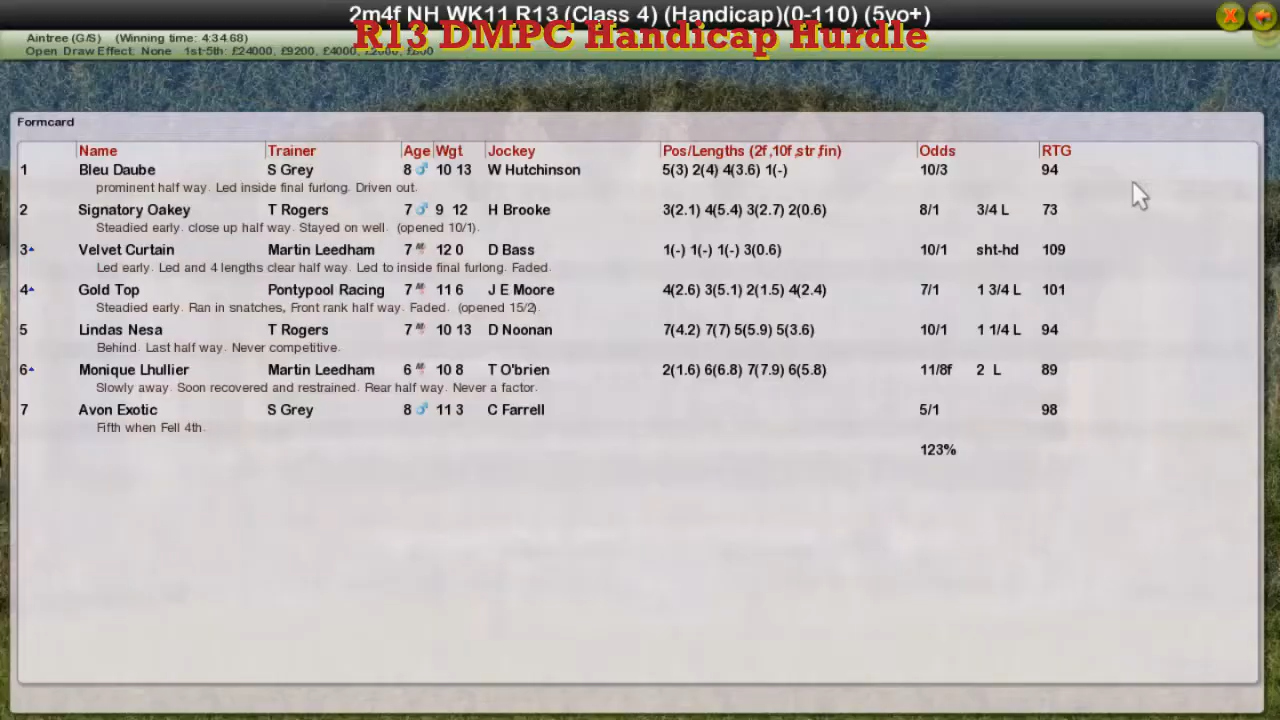 2m4f NH WK11 R13 (Class 4) (Handicap)(0-110) (5yo+)
R13 DMPC Handicap Hurdle
Aintree (G/S) (Winning time: 4:34.68)
Open Draw Effect: None 1st-5th: £24000, £9200, £4000, £2000, £800
Formcard
Name Trainer Age Wgt Jockey Pos/Lengths (2f,10f,str,fin) Odds RTG
1 Bleu Daube S Grey 8 ♂ 10 13 W Hutchinson 5(3) 2(4) 4(3.6) 1(-) 10/3 94
prominent half way. Led inside final furlong. Driven out.
2 Signatory Oakey T Rogers 7 ♂ 9 12 H Brooke 3(2.1) 4(5.4) 3(2.7) 2(0.6) 8/1 3/4 L 73
Steadied early. close up half way. Stayed on well. (opened 10/1).
3 Velvet Curtain Martin Leedham 7 12 0 D Bass 1(-) 1(-) 1(-) 3(0.6) 10/1 sht-hd 109
Led early. Led and 4 lengths clear half way. Led to inside final furlong. Faded.
4 Gold Top Pontypool Racing 7 11 6 J E Moore 4(2.6) 3(5.1) 2(1.5) 4(2.4) 7/1 1 3/4 L 101
Steadied early. Ran in snatches, Front rank half way. Faded. (opened 15/2).
5 Lindas Nesa T Rogers 7 10 13 D Noonan 7(4.2) 7(7) 5(5.9) 5(3.6) 10/1 1 1/4 L 94
Behind. Last half way. Never competitive.
6 Monique Lhullier Martin Leedham 6 10 8 T O'brien 2(1.6) 6(6.8) 7(7.9) 6(5.8) 11/8f 2 L 89
Slowly away. Soon recovered and restrained. Rear half way. Never a factor.
7 Avon Exotic S Grey 8 ♂ 11 3 C Farrell 5/1 98
Fifth when Fell 4th.
123%